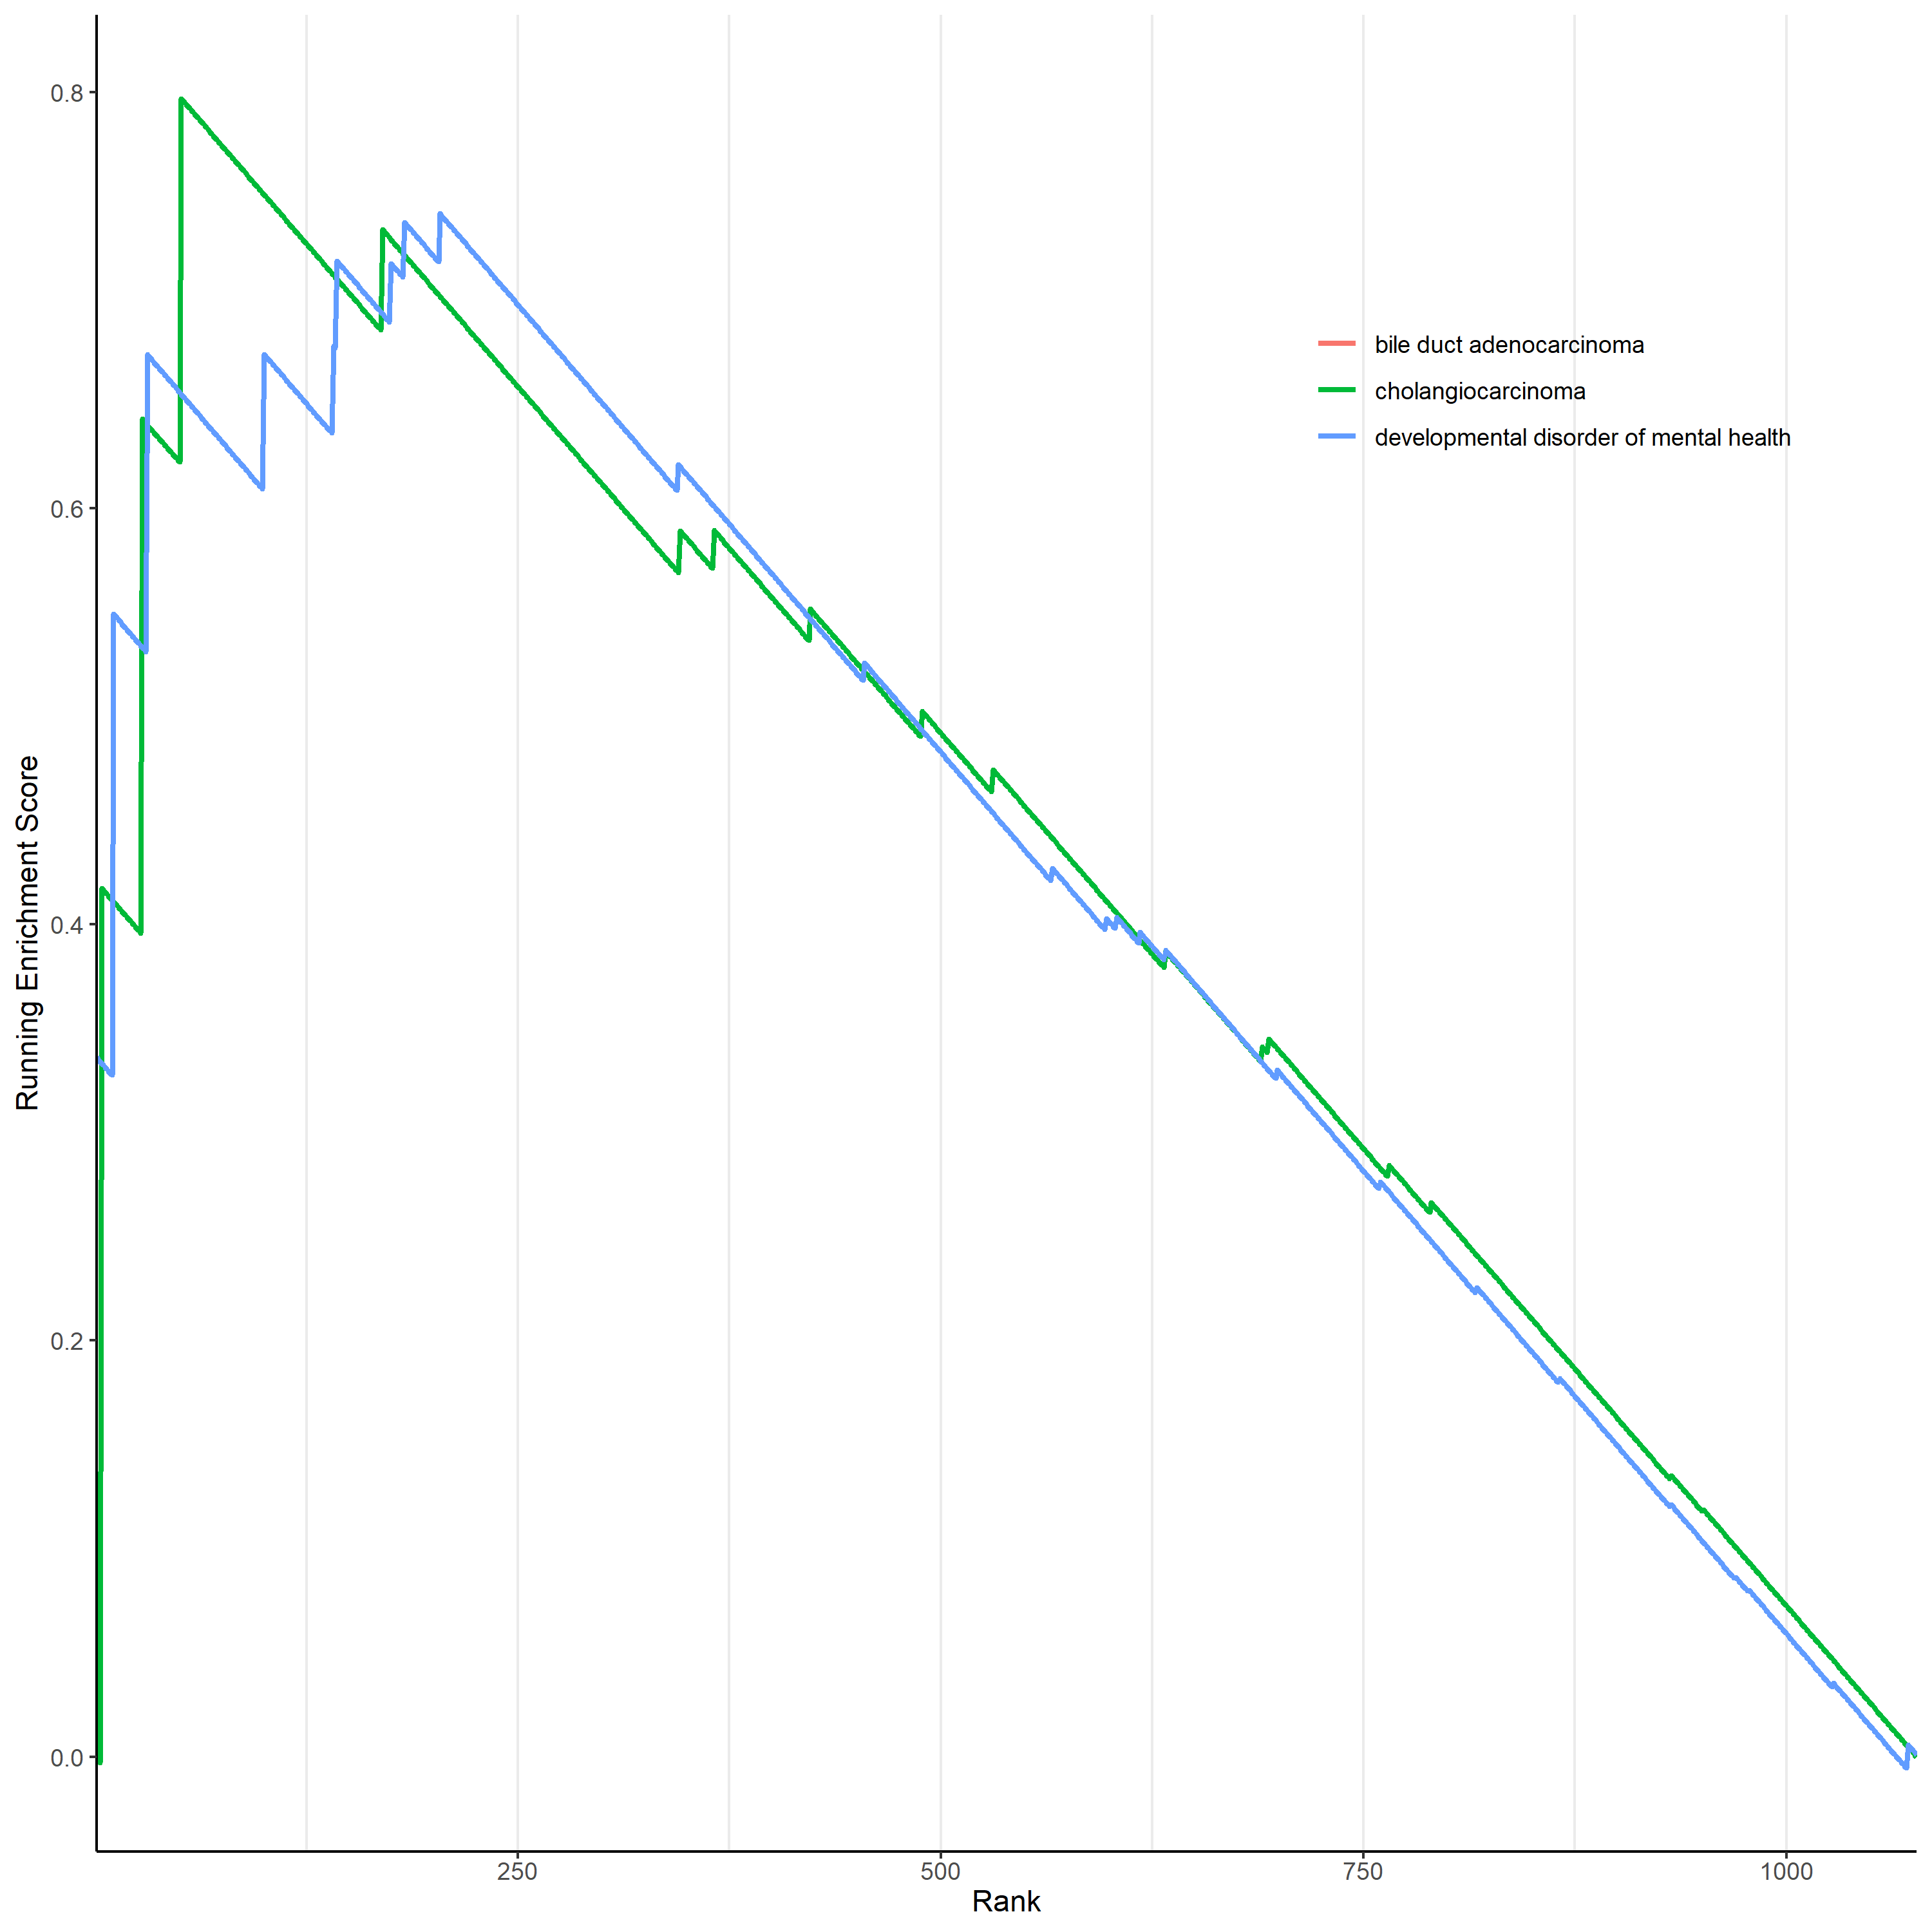 Running Enrichment Score
0.8
0.6
0.4
0.2
0.0
bile duct adenocarcinoma
cholangiocarcinoma
developmental disorder of mental health
250
500
750
1000
Rank